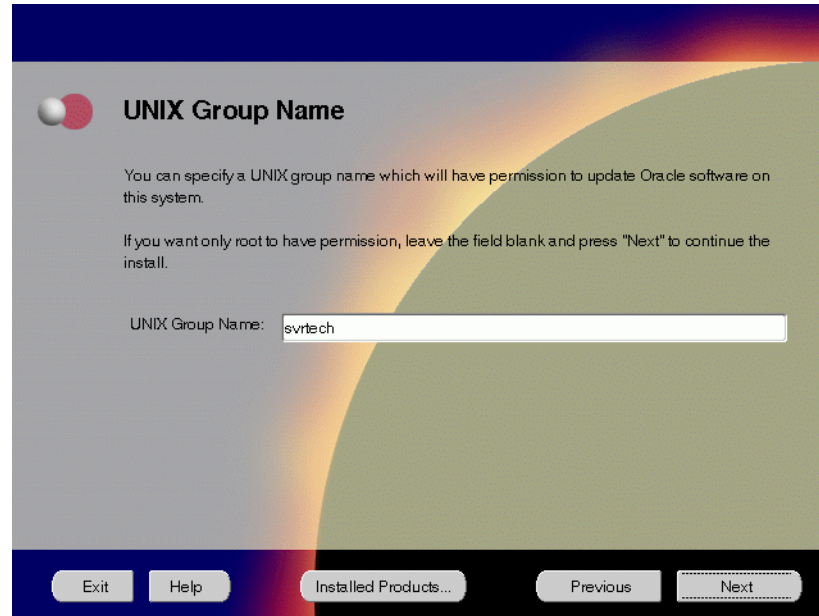 UNIX Group Name
You can specify a UNIX group name which will have permission to update Oracle software on
this system.
If you want only root to have permission, leave the field blank and press "Next" to continue the
install.
UNIX Group Name: svrtech
Exit Help Installed Products... Previous Next